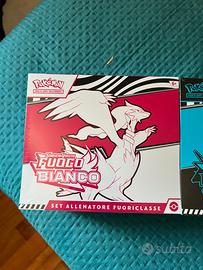 POKÉMON
FUOCO
BIANCO
SET ALLENATORE FUORICLASSE
subito